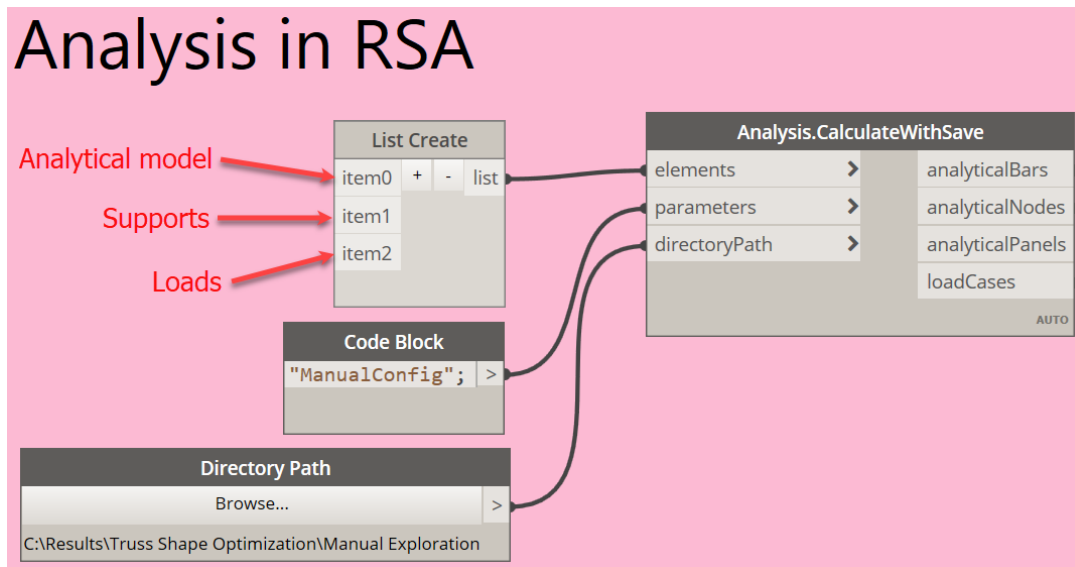 Analysis in RSA
Analytical model
Supports
Loads
List Create
item0 + - list
item1
item2
Code Block
"ManualConfig"; >
Directory Path
Browse... >
C:\Results\Truss Shape Optimization\Manual Exploration
Analysis.CalculateWithSave
elements > analyticalBars
parameters > analyticalNodes
directoryPath > analyticalPanels
loadCases
AUTO